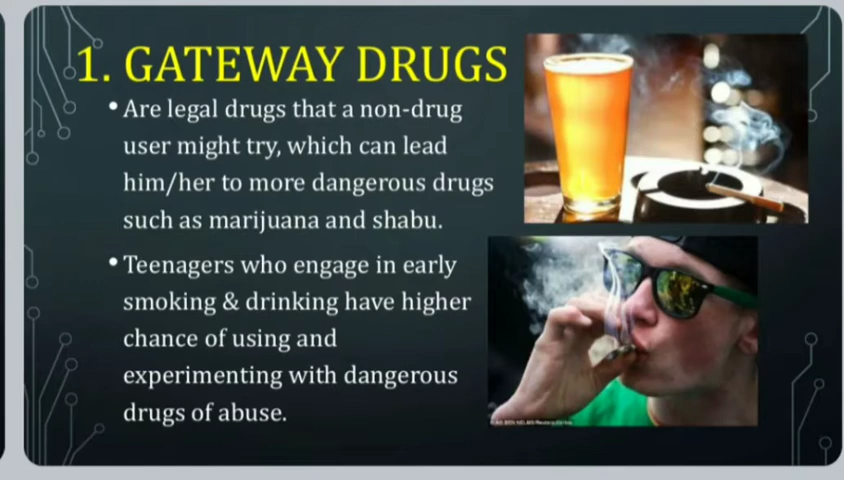 1. GATEWAY DRUGS
• Are legal drugs that a non-drug
user might try, which can lead
him/her to more dangerous drugs
such as marijuana and shabu.
• Teenagers who engage in early
smoking & drinking have higher
chance of using and
experimenting with dangerous
drugs of abuse.